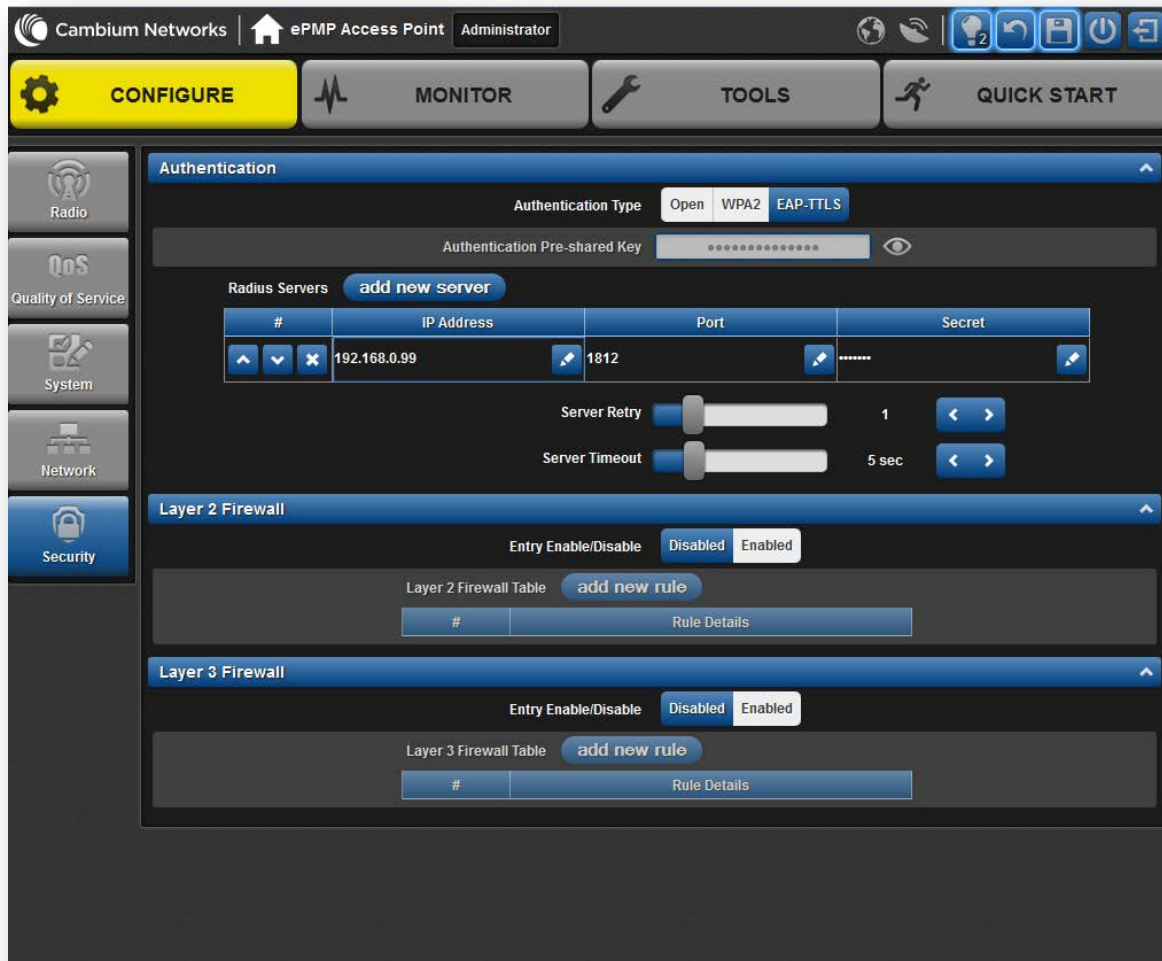 Cambium Networks ePMP Access Point Administrator 2
CONFIGURE MONITOR TOOLS QUICK START
Radio
QoS
Quality of Service
System
Network
Security
Authentication
Authentication Type Open WPA2 EAP-TTLS
Authentication Pre-shared Key ••••••••••••••
Radius Servers add new server
# IP Address Port Secret
192.168.0.99 1812 •••••••
Server Retry 1
Server Timeout 5 sec
Layer 2 Firewall
Entry Enable/Disable Disabled Enabled
Layer 2 Firewall Table add new rule
# Rule Details
Layer 3 Firewall
Entry Enable/Disable Disabled Enabled
Layer 3 Firewall Table add new rule
# Rule Details